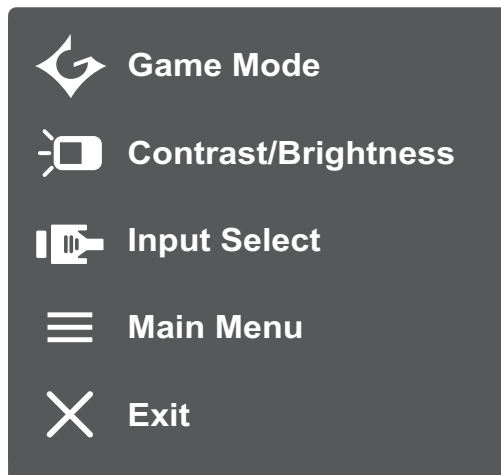 Game Mode
Contrast/Brightness
Input Select
Main Menu
Exit